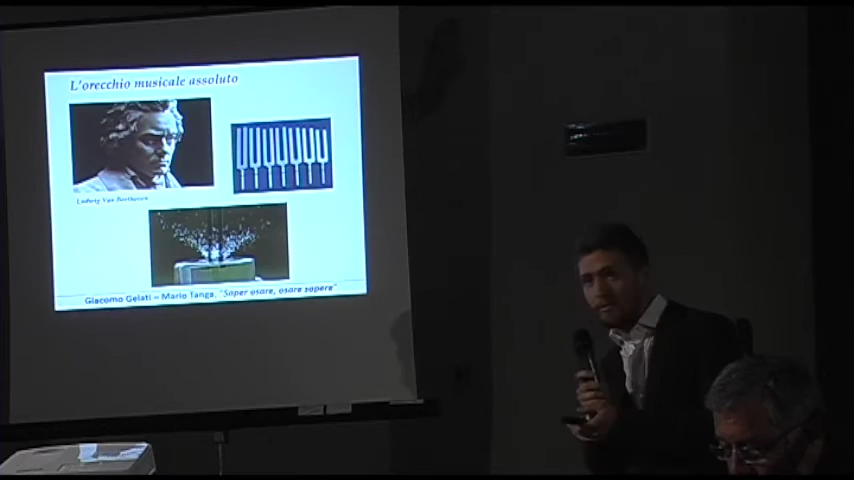 L'orecchio musicale assoluto
Ludwig Van Beethoven
Giacomo Gelati – Mario Tanga, "Saper osare, osare sapere"